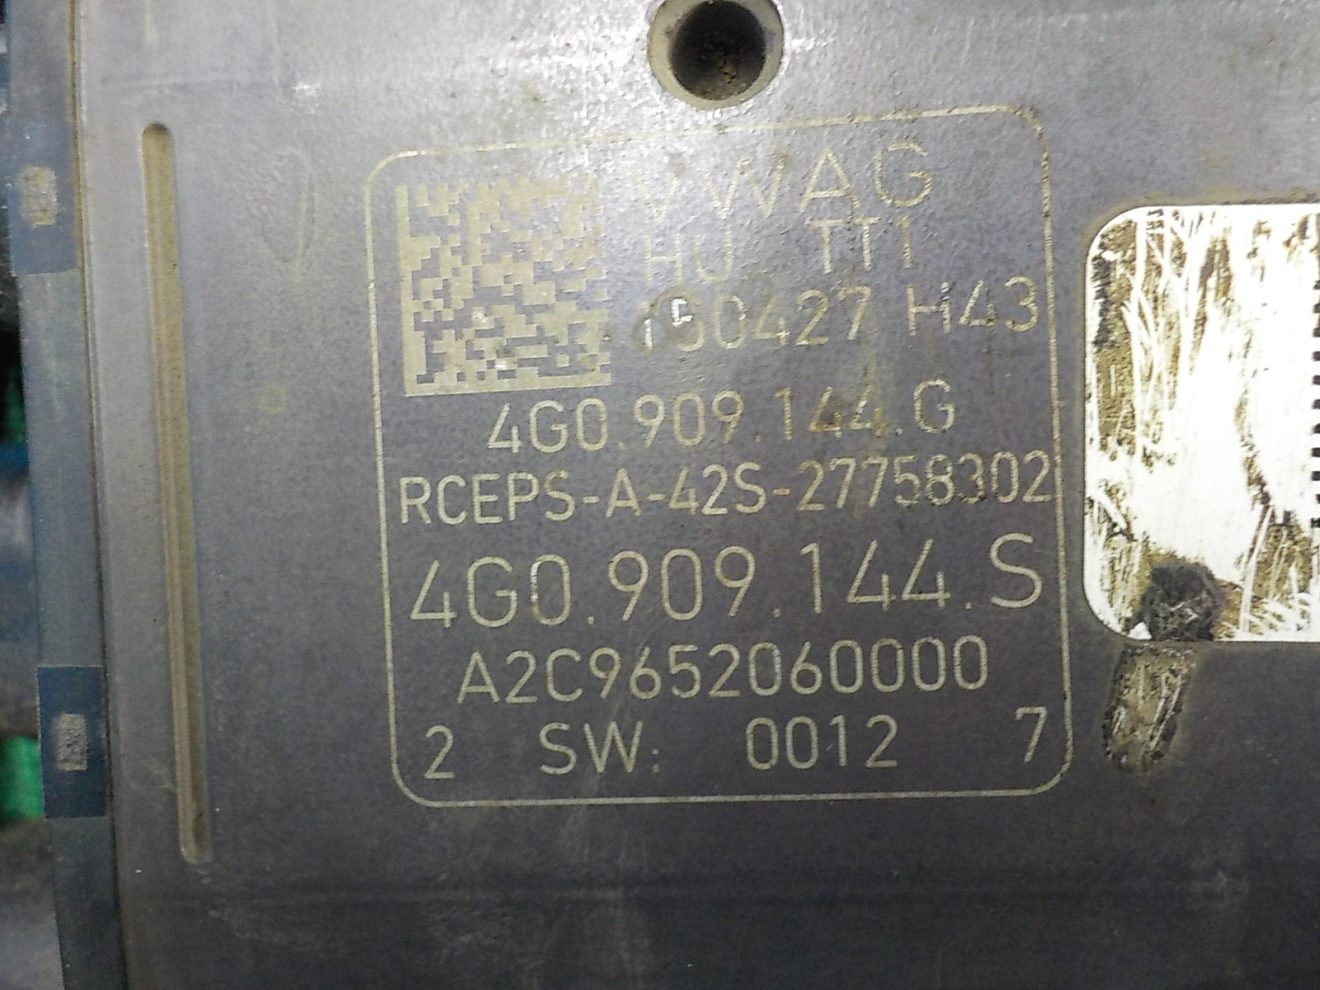 VWAG
HU TT1
150427 H43
4G0.909.144.G
RCEPS-A-42S-27758302
4G0.909.144.S
A2C9652060000
2 SW: 0012 7